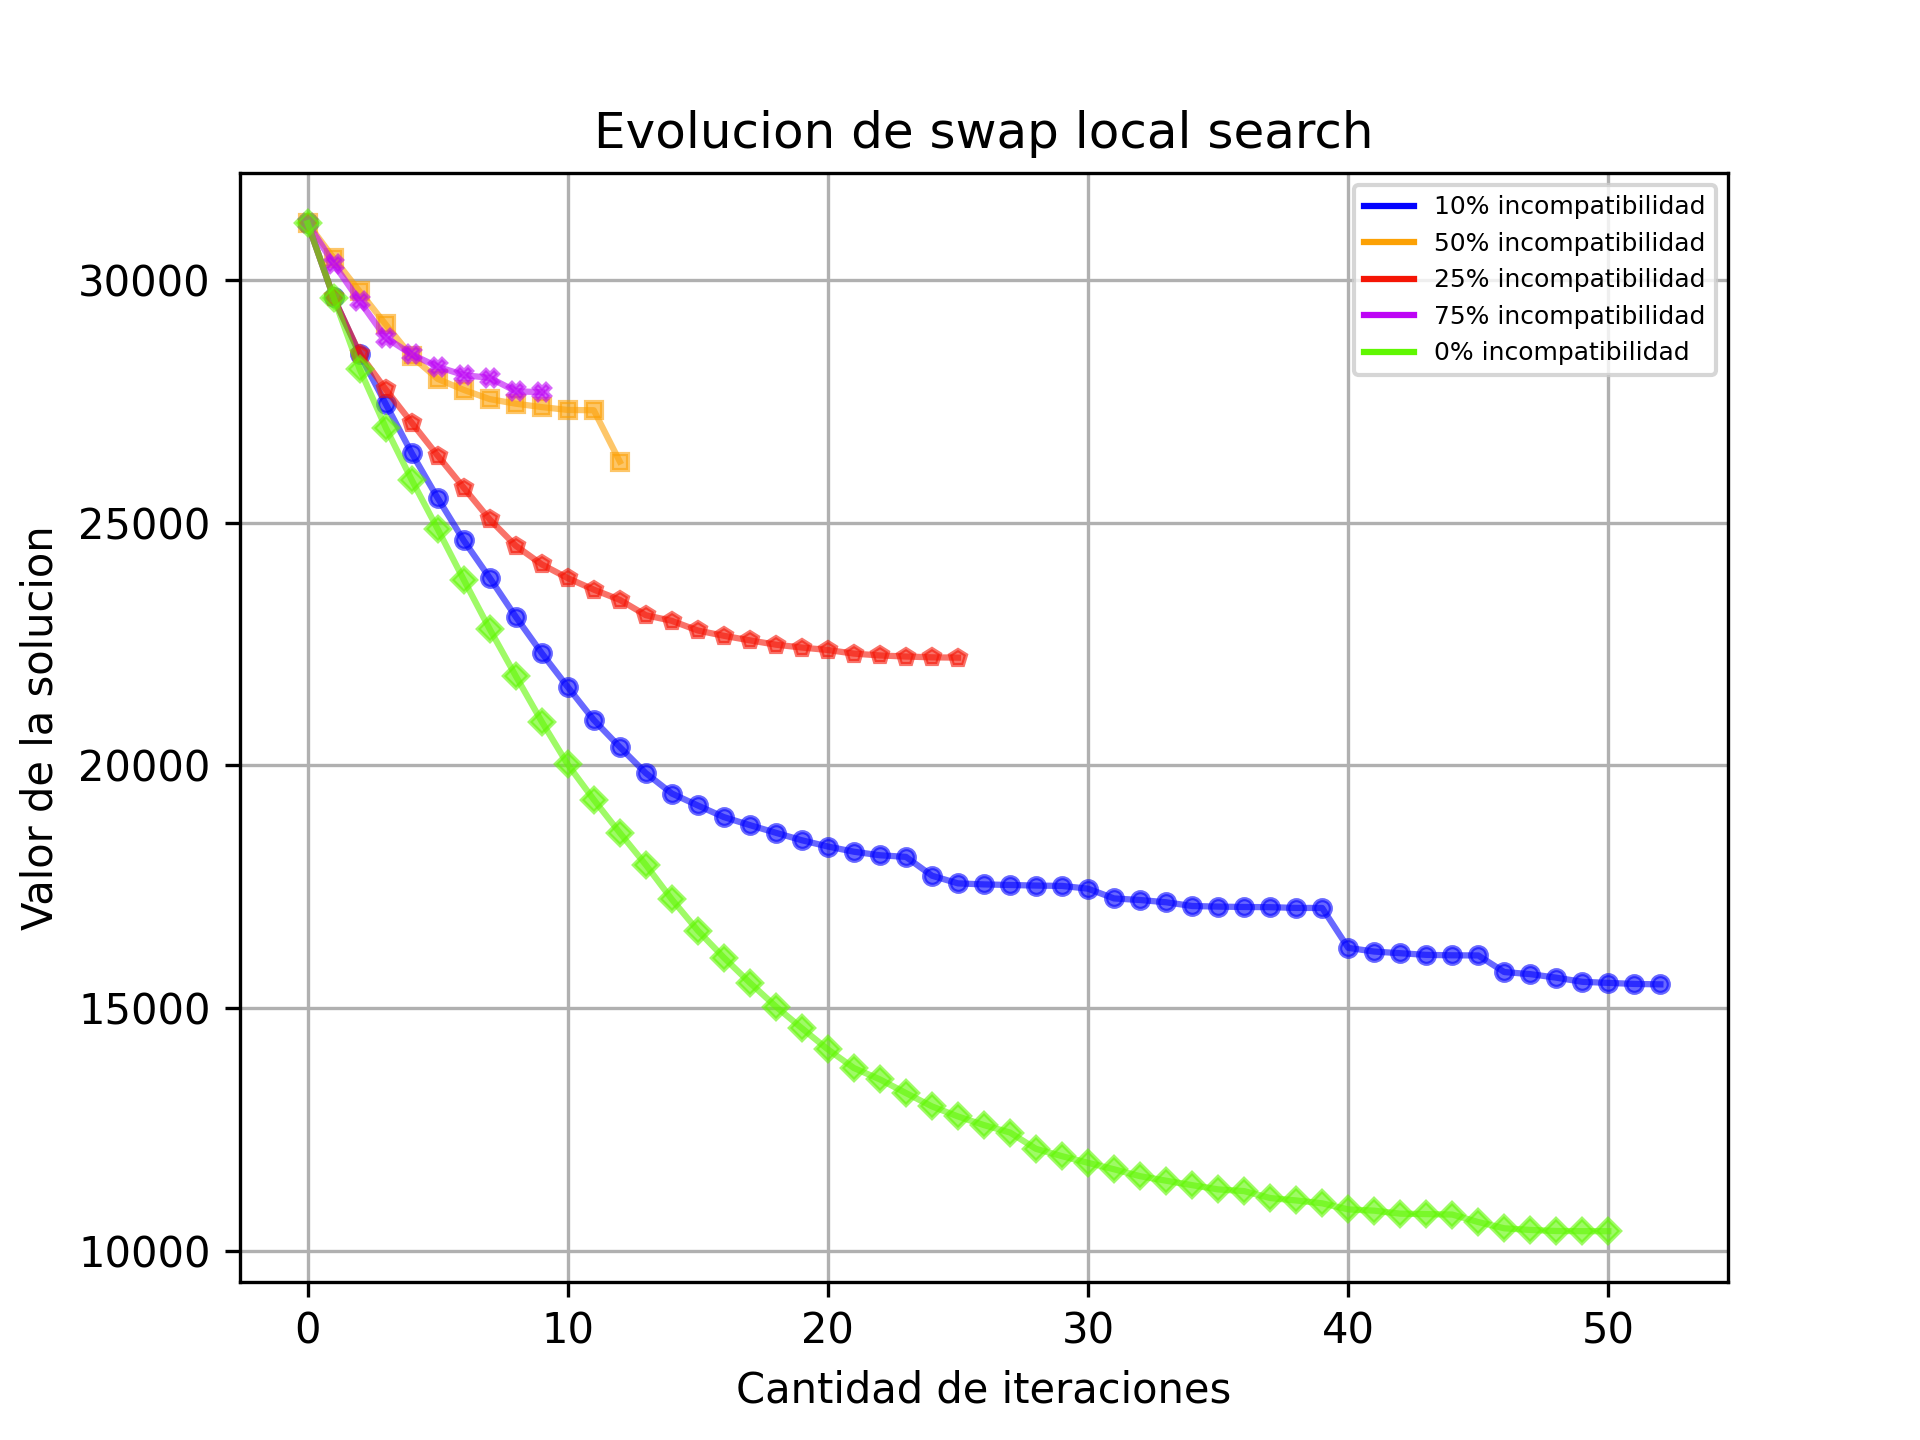 Evolucion de swap local search
10% incompatibilidad
50% incompatibilidad
25% incompatibilidad
75% incompatibilidad
0% incompatibilidad
Valor de la solucion
30000
25000
20000
15000
10000
0 10 20 30 40 50
Cantidad de iteraciones